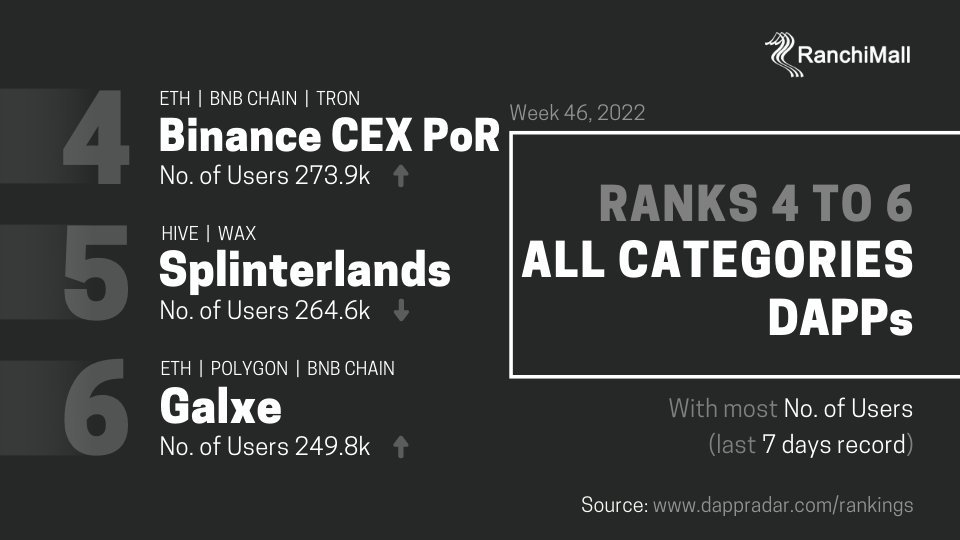 RanchiMall
4
ETH | BNB CHAIN | TRON
Binance CEX PoR
No. of Users 273.9k
5
HIVE | WAX
Splinterlands
No. of Users 264.6k
6
ETH | POLYGON | BNB CHAIN
Galxe
No. of Users 249.8k
Week 46, 2022
RANKS 4 TO 6
ALL CATEGORIES
DAPPs
With most No. of Users
(last 7 days record)
Source: www.dappradar.com/rankings